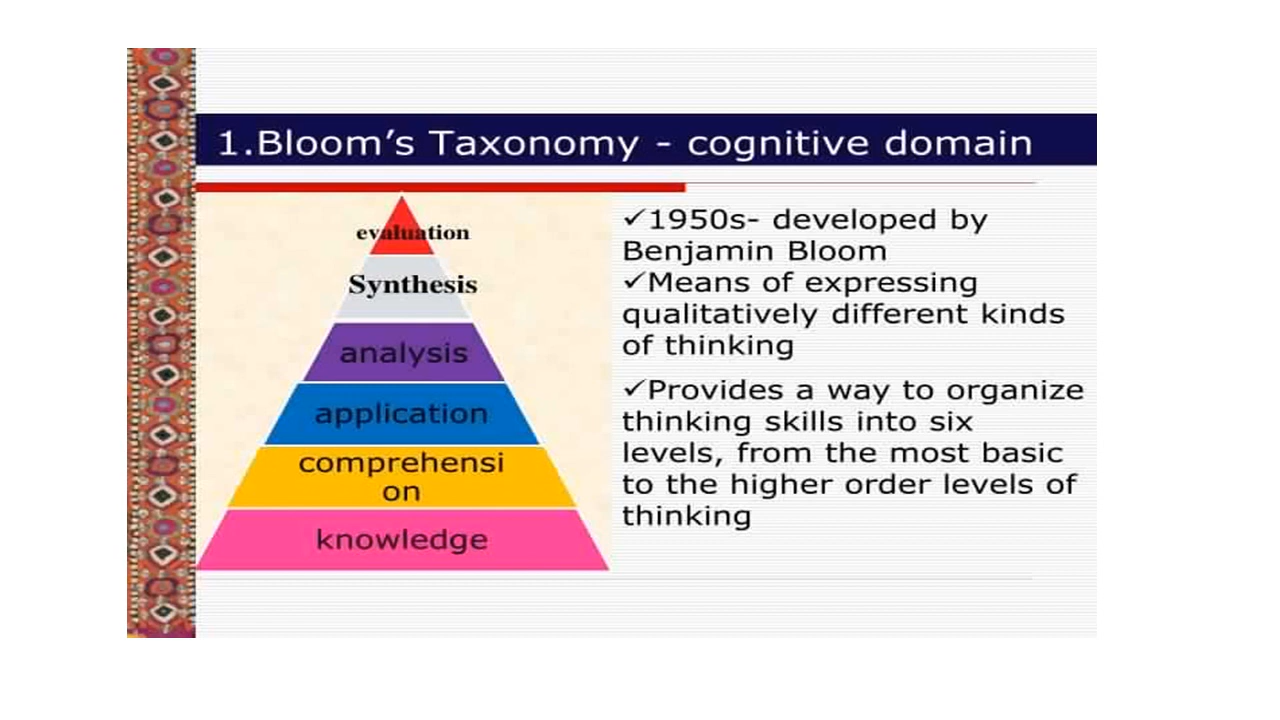 1.Bloom’s Taxonomy - cognitive domain
evaluation
Synthesis
analysis
application
comprehensi
on
knowledge
✓1950s- developed by
Benjamin Bloom
✓Means of expressing
qualitatively different kinds
of thinking
✓Provides a way to organize
thinking skills into six
levels, from the most basic
to the higher order levels of
thinking